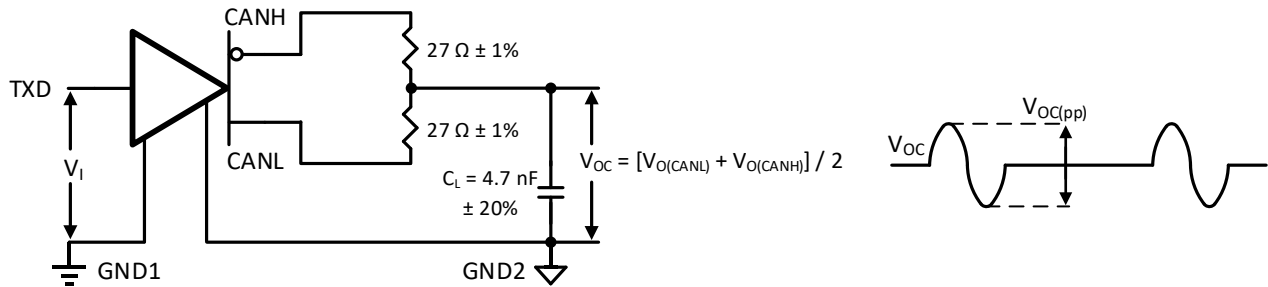 CANH
27 Ω ± 1%
TXD
27 Ω ± 1%
CANL
V_I
V_OC = [V_O(CANL) + V_O(CANH)] / 2
C_L = 4.7 nF
± 20%
GND1
GND2
V_OC(pp)
V_OC